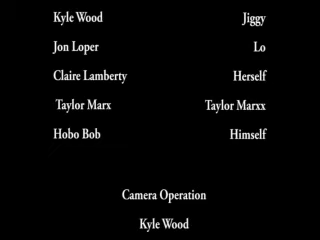 Kyle Wood Jiggy
Jon Loper Lo
Claire Lamberty Herself
Taylor Marx Taylor Marxx
Hobo Bob Himself
Camera Operation
Kyle Wood